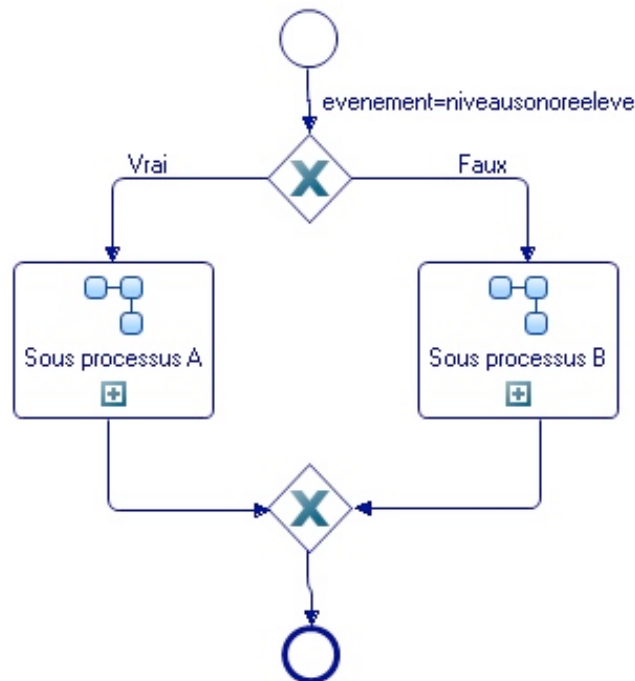 evenement=niveausonoreeleve
Vrai
Faux
X
Sous processus A
Sous processus B
X